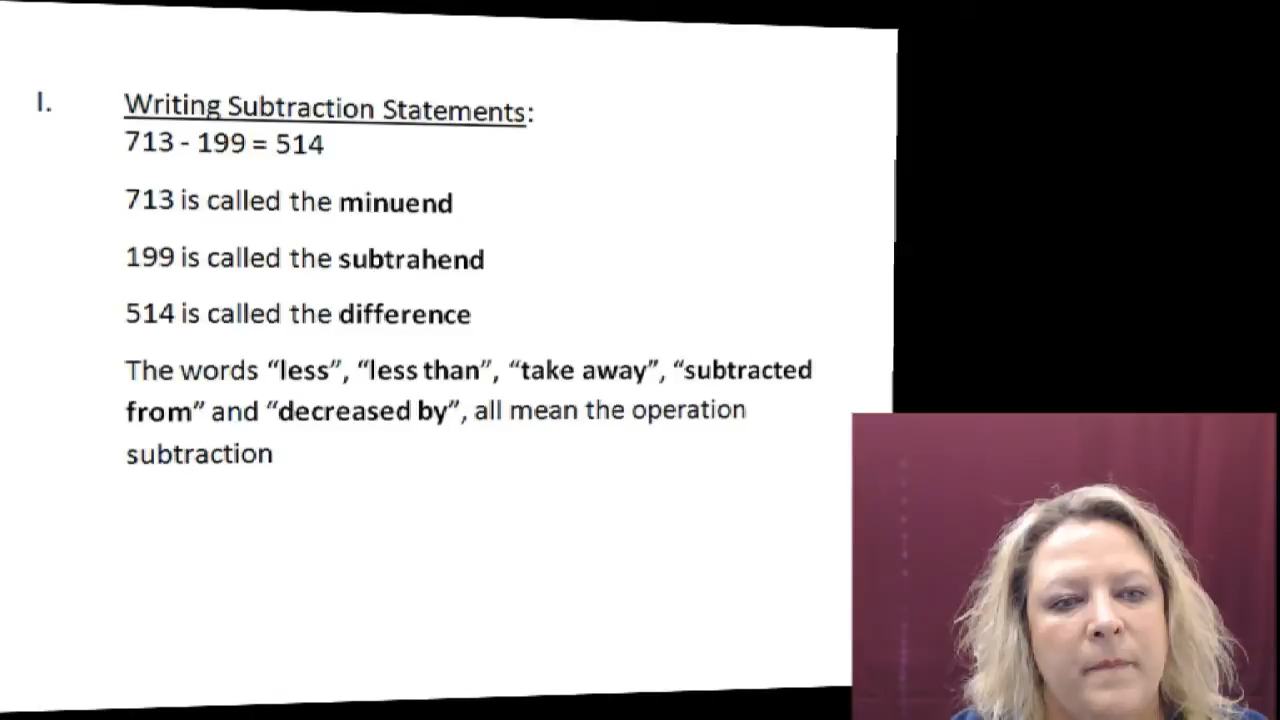 I. Writing Subtraction Statements:
713 - 199 = 514
713 is called the minuend
199 is called the subtrahend
514 is called the difference
The words “less”, “less than”, “take away”, “subtracted
from” and “decreased by”, all mean the operation
subtraction